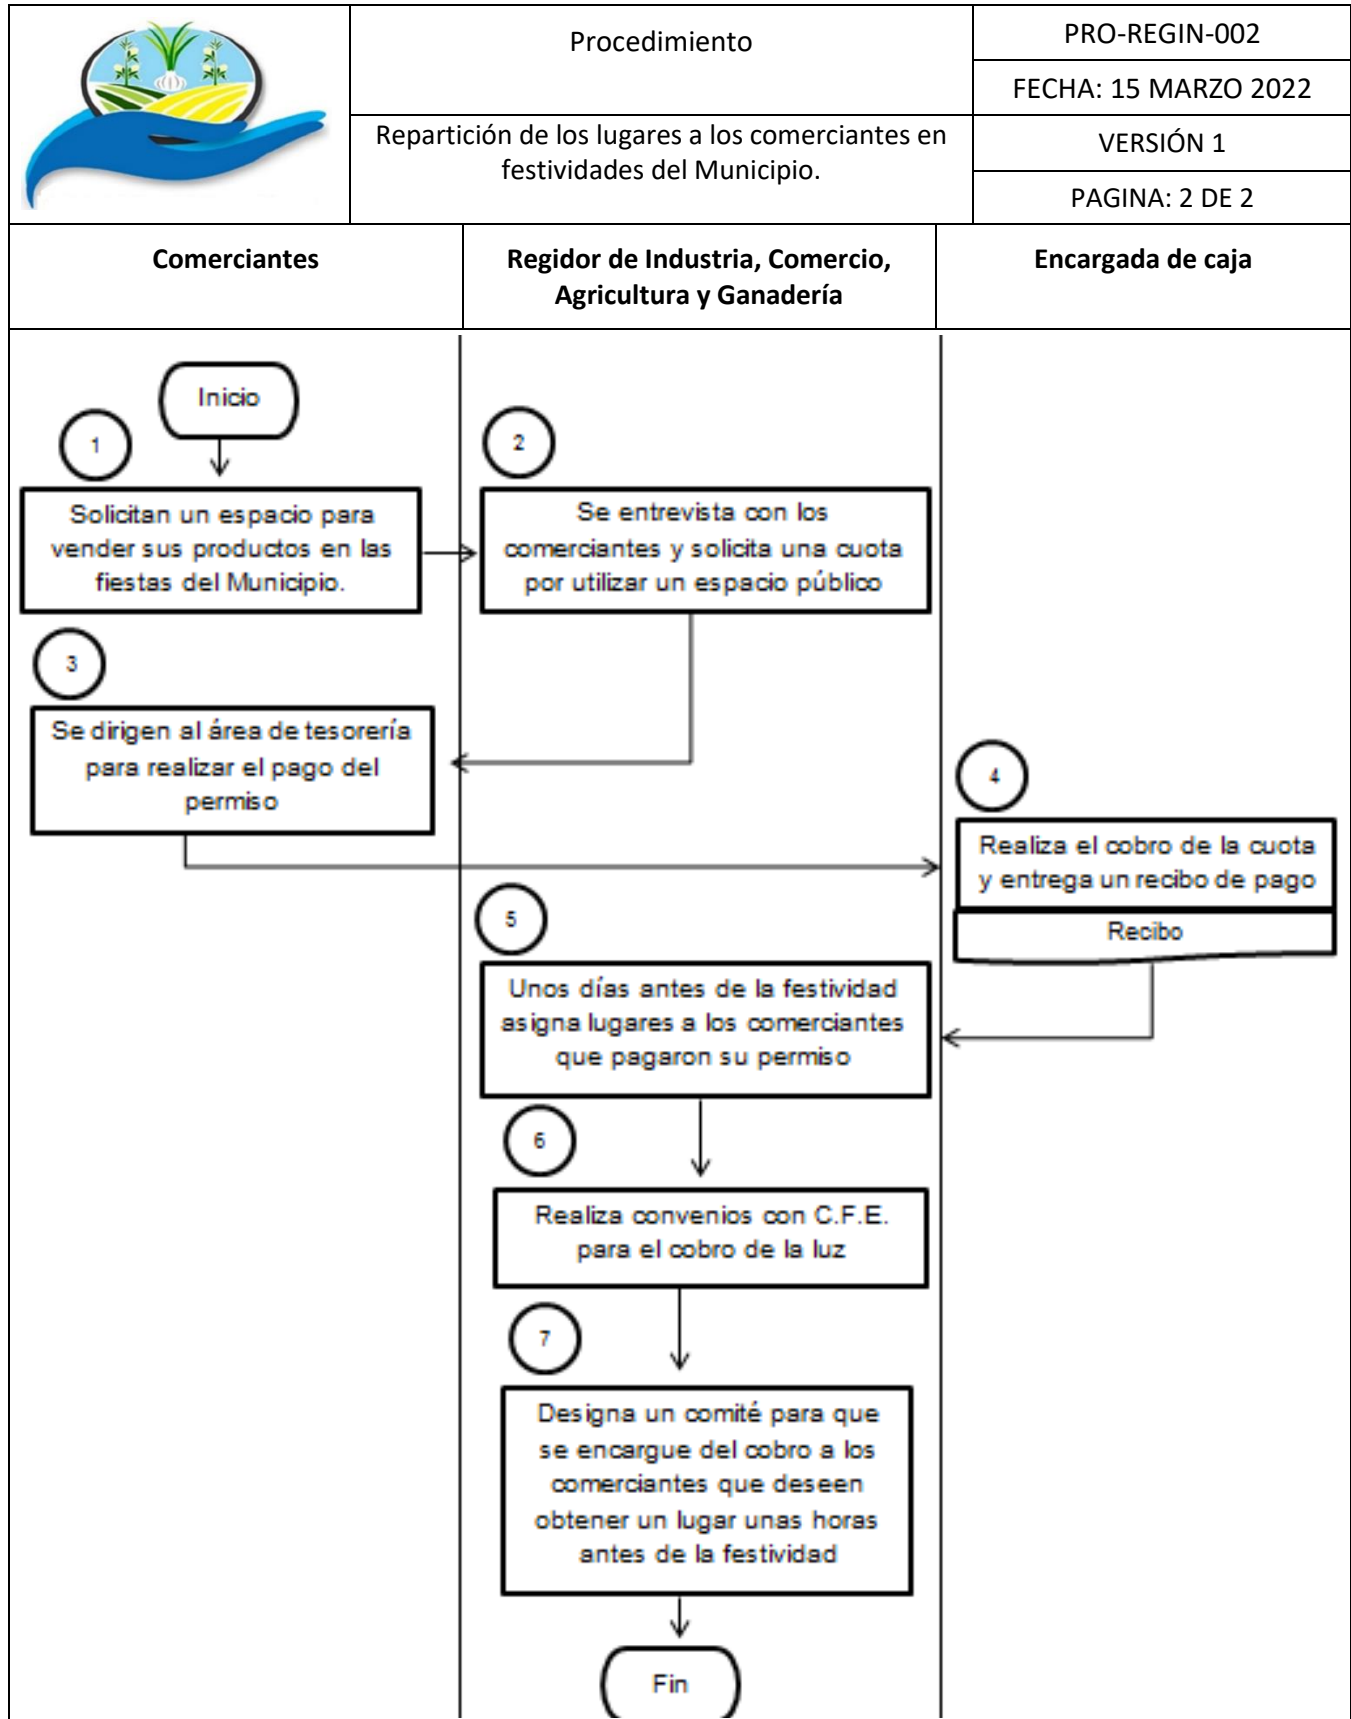 Procedimiento
PRO-REGIN-002
FECHA: 15 MARZO 2022
Repartición de los lugares a los comerciantes en
festividades del Municipio.
VERSIÓN 1
PAGINA: 2 DE 2
Comerciantes
Regidor de Industria, Comercio,
Agricultura y Ganadería
Encargada de caja
Inicio
1
Solicitan un espacio para
vender sus productos en las
fiestas del Municipio.
2
Se entrevista con los
comerciantes y solicita una cuota
por utilizar un espacio público
3
Se dirigen al área de tesorería
para realizar el pago del
permiso
4
Realiza el cobro de la cuota
y entrega un recibo de pago
Recibo
5
Unos días antes de la festividad
asigna lugares a los comerciantes
que pagaron su permiso
6
Realiza convenios con C.F.E.
para el cobro de la luz
7
Designa un comité para que
se encargue del cobro a los
comerciantes que deseen
obtener un lugar unas horas
antes de la festividad
Fin